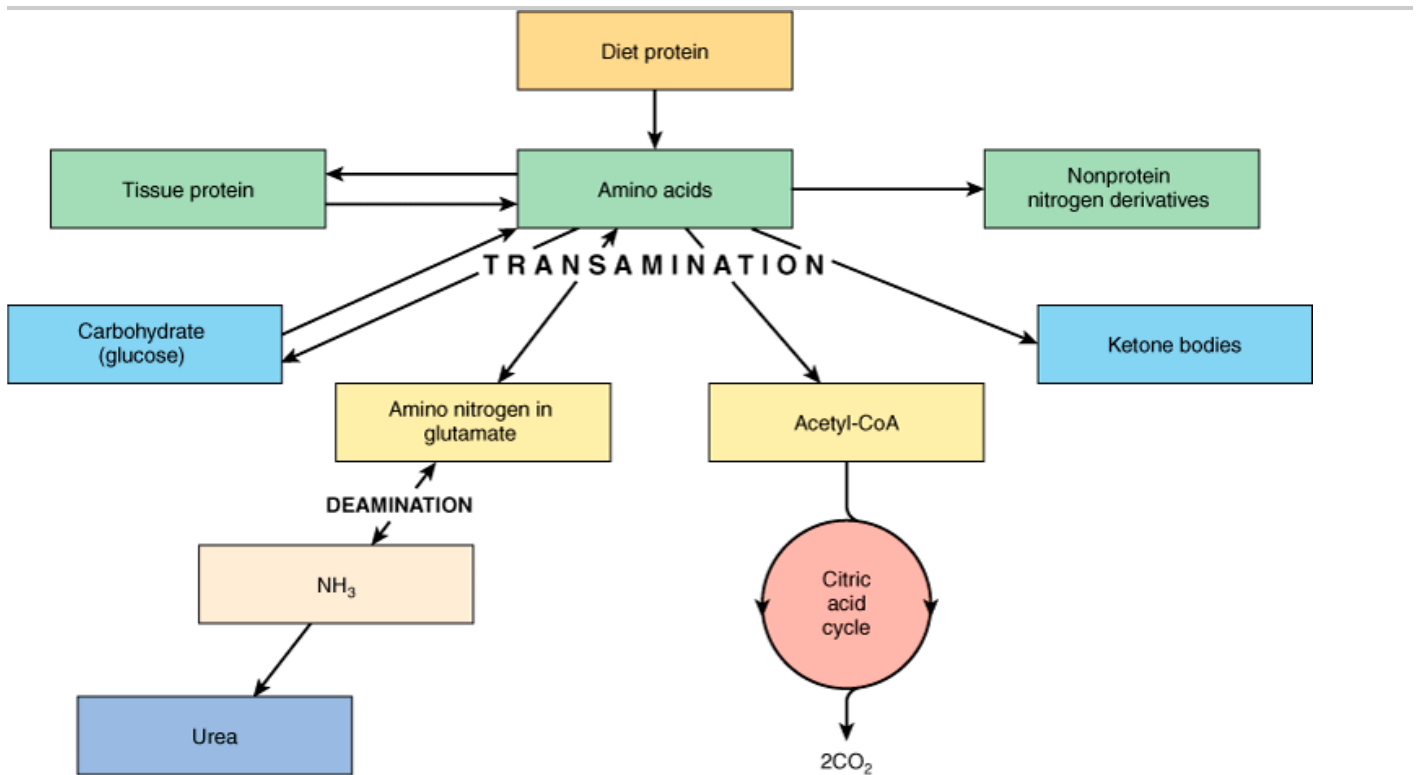 Diet protein
Tissue protein
Amino acids
Nonprotein
nitrogen derivatives
TRANSAMINATION
Carbohydrate
(glucose)
Ketone bodies
Amino nitrogen in
glutamate
Acetyl-CoA
DEAMINATION
NH₃
Citric
acid
cycle
Urea
2CO₂